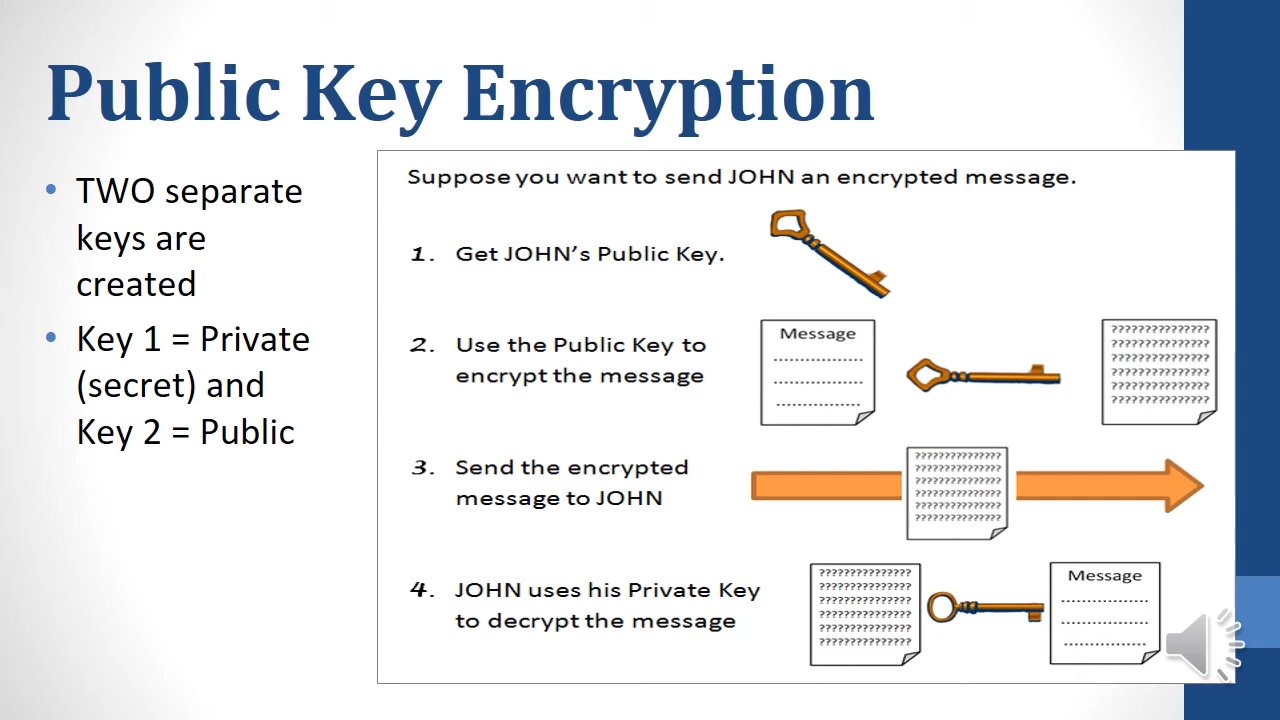 Public Key Encryption
• TWO separate
keys are
created
• Key 1 = Private
(secret) and
Key 2 = Public
Suppose you want to send JOHN an encrypted message.
1. Get JOHN's Public Key.
2. Use the Public Key to
encrypt the message
Message
...................
...................
..................
???????????????
???????????????
???????????????
???????????????
???????????????
???????????????
3. Send the encrypted
message to JOHN
???????????????
???????????????
???????????????
???????????????
???????????????
???????????????
4. JOHN uses his Private Key
to decrypt the message
???????????????
???????????????
???????????????
???????????????
???????????????
???????????????
Message
..................
..................
.................